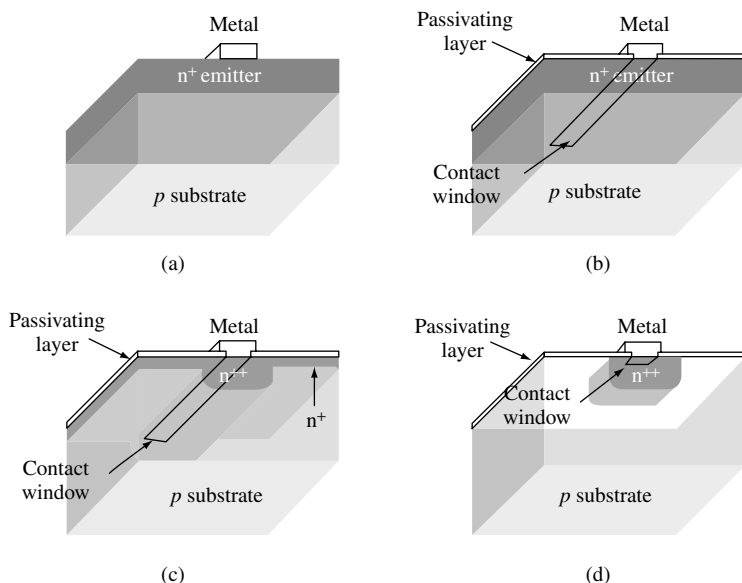 Metal
n+ emitter
p substrate
(a)
Passivating
layer
Metal
n+ emitter
Contact
window
p substrate
(b)
Passivating
layer
Metal
n++
n+
Contact
window
p substrate
(c)
Passivating
layer
Metal
n++
Contact
window
p substrate
(d)